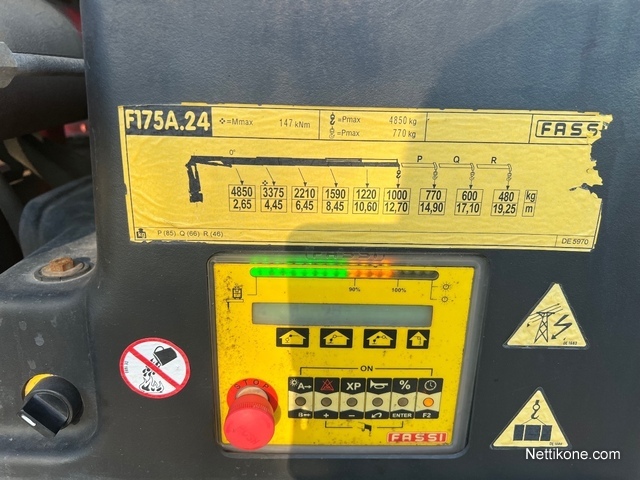 F175A.24
=Mmax 147 kNm
=Pmax 4850 kg
=Pmax 770 kg
FASSI
0°
P Q R
4850 3375 2210 1590 1220 1000 770 600 480 kg
2,65 4,45 6,45 8,45 10,60 12,70 14,90 17,10 19,25 m
P (85) Q (66) R (46)
DE5970
90% 100%
ON
A XP %
+ − ENTER F2
STOP
FASSI
Nettikone.com